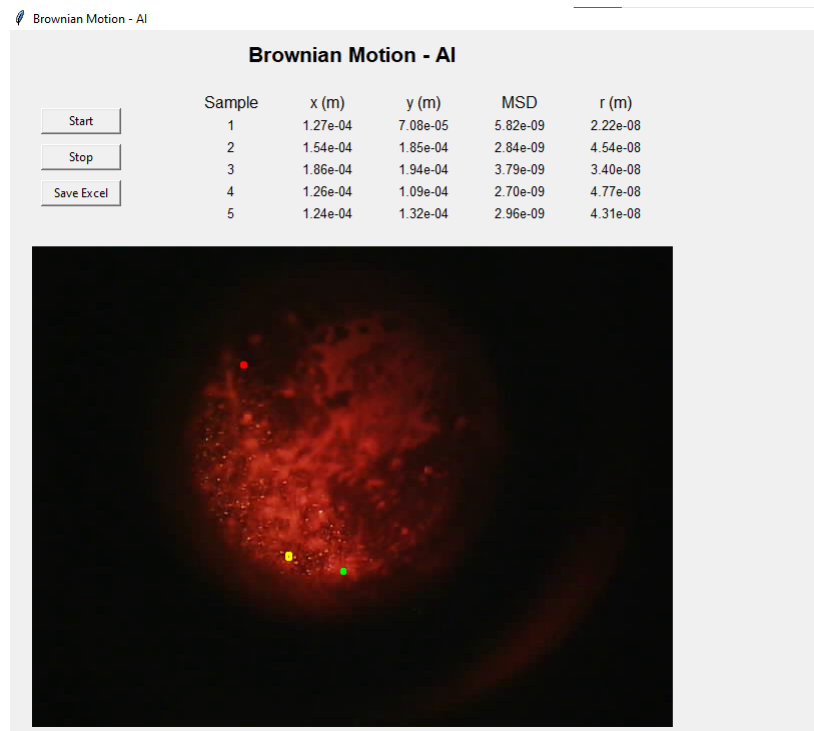 Brownian Motion - AI
Brownian Motion - AI
Start
Stop
Save Excel
Sample x (m) y (m) MSD r (m)
1 1.27e-04 7.08e-05 5.82e-09 2.22e-08
2 1.54e-04 1.85e-04 2.84e-09 4.54e-08
3 1.86e-04 1.94e-04 3.79e-09 3.40e-08
4 1.26e-04 1.09e-04 2.70e-09 4.77e-08
5 1.24e-04 1.32e-04 2.96e-09 4.31e-08